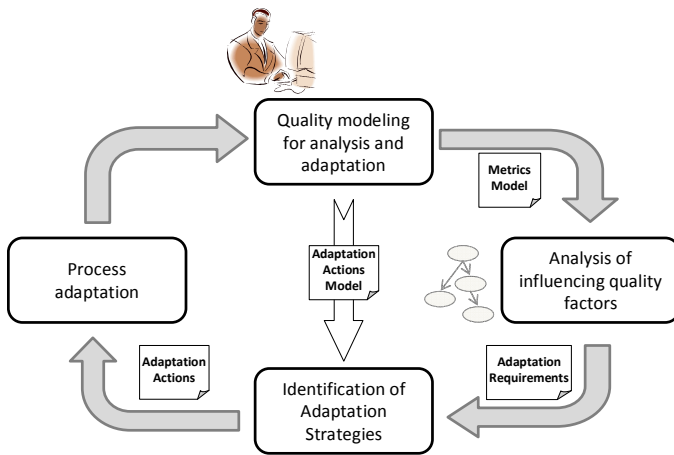 Quality modeling
for analysis and
adaptation
Metrics
Model
Process
adaptation
Adaptation
Actions
Model
Analysis of
influencing quality
factors
Adaptation
Actions
Adaptation
Requirements
Identification of
Adaptation
Strategies